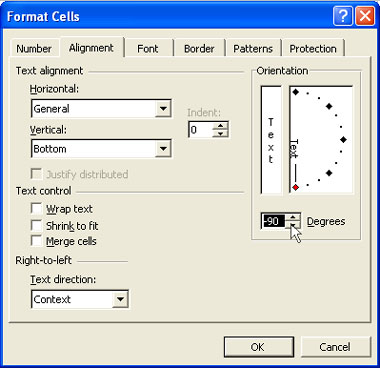 Format Cells
Number Alignment Font Border Patterns Protection
Text alignment
Horizontal:
General
Vertical:
Bottom
Indent:
0
Justify distributed
Text control
Wrap text
Shrink to fit
Merge cells
Right-to-left
Text direction:
Context
Orientation
Text
Text
-90 Degrees
OK Cancel